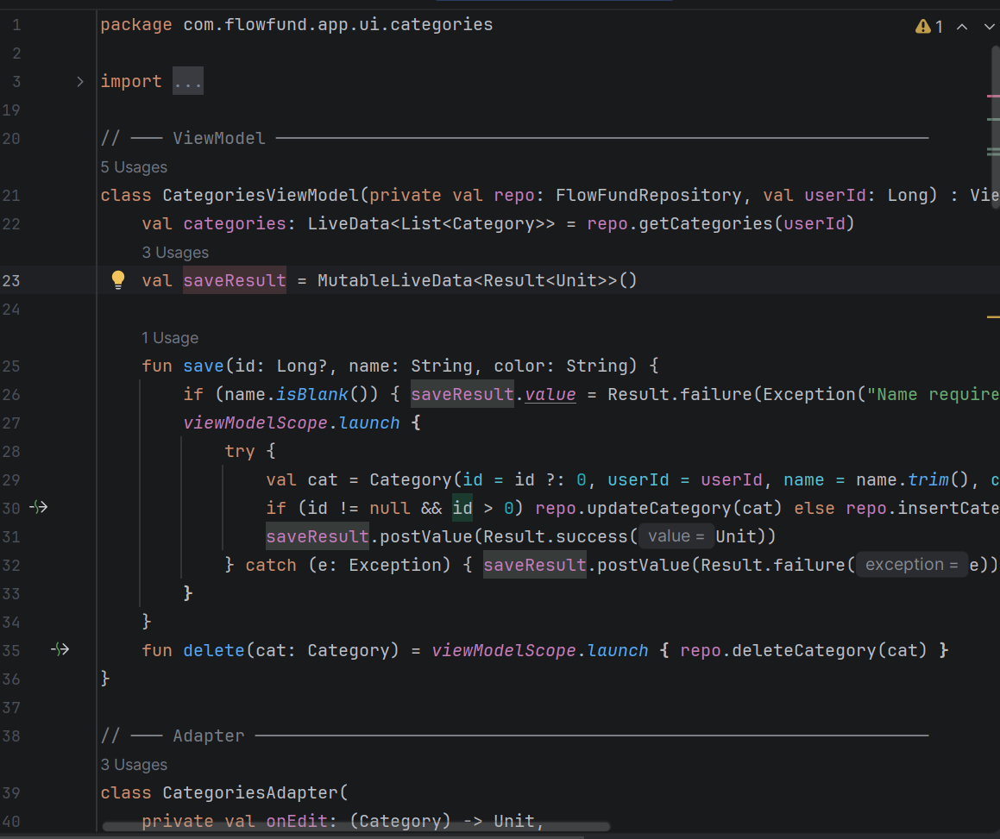 1 package com.flowfund.app.ui.categories
1
2
3 import ...
19
20 // —— ViewModel ——
5 Usages
21 class CategoriesViewModel(private val repo: FlowFundRepository, val userId: Long) : Vie
22 val categories: LiveData<List<Category>> = repo.getCategories(userId)
3 Usages
23 val saveResult = MutableLiveData<Result<Unit>>()
24
1 Usage
25 fun save(id: Long?, name: String, color: String) {
26 if (name.isBlank()) { saveResult.value = Result.failure(Exception("Name require
27 viewModelScope.launch {
28 try {
29 val cat = Category(id = id ?: 0, userId = userId, name = name.trim(), c
30 if (id != null && id > 0) repo.updateCategory(cat) else repo.insertCate
31 saveResult.postValue(Result.success( value = Unit))
32 } catch (e: Exception) { saveResult.postValue(Result.failure( exception = e))
33 }
34 }
35 fun delete(cat: Category) = viewModelScope.launch { repo.deleteCategory(cat) }
36 }
37
38 // —— Adapter ——
3 Usages
39 class CategoriesAdapter(
40 private val onEdit: (Category) -> Unit,